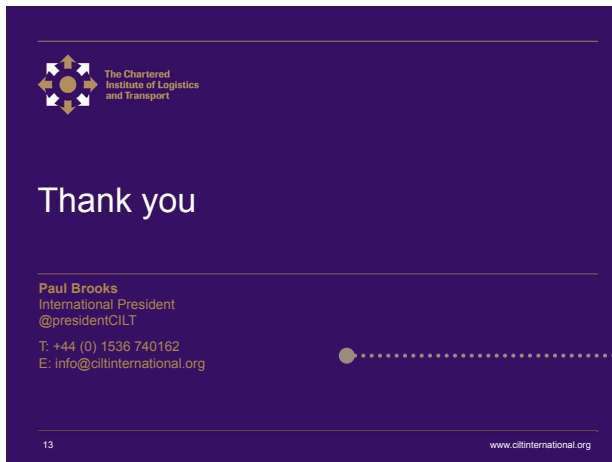 The Chartered
Institute of Logistics
and Transport
Thank you
Paul Brooks
International President
@presidentCILT
T: +44 (0) 1536 740162
E: info@ciltinternational.org
13
www.ciltinternational.org